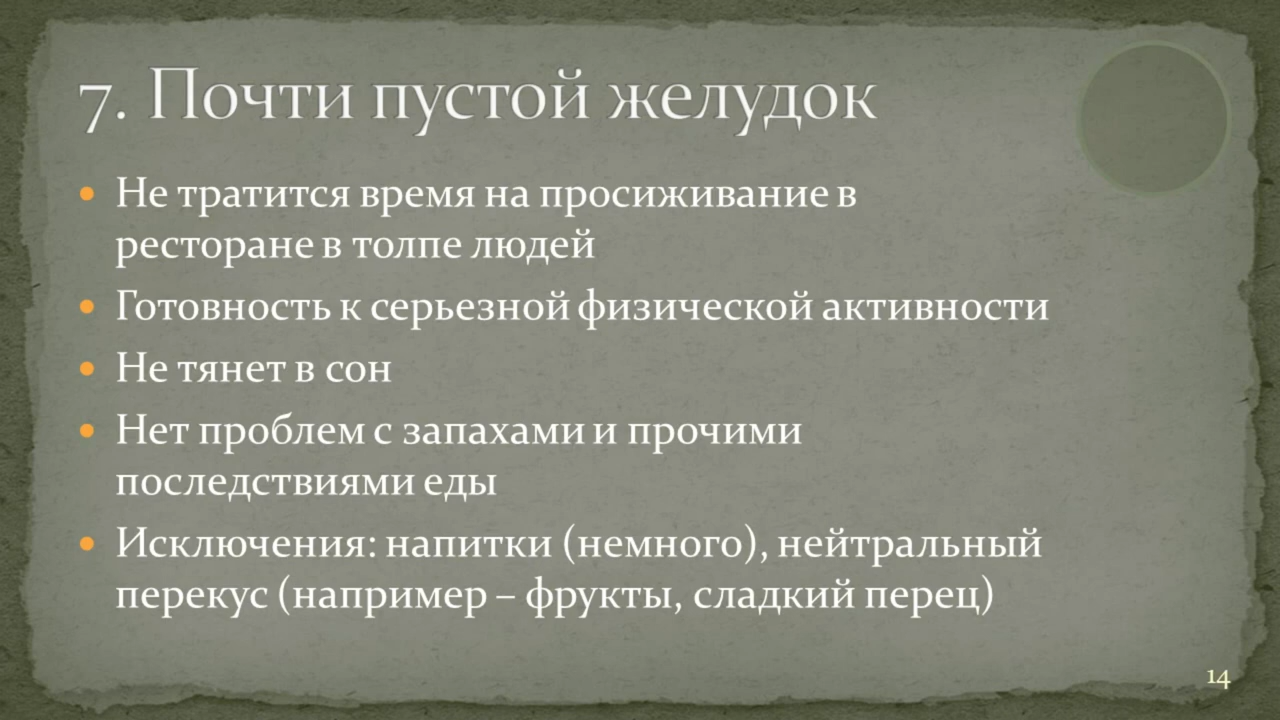 7. Почти пустой желудок
• Не тратится время на просиживание в
ресторане в толпе людей
• Готовность к серьезной физической активности
• Не тянет в сон
• Нет проблем с запахами и прочими
последствиями еды
• Исключения: напитки (немного), нейтральный
перекус (например – фрукты, сладкий перец)
14